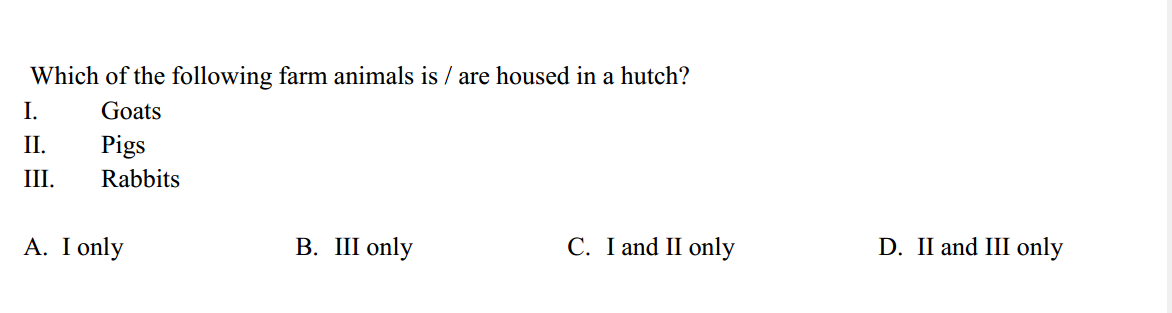 Which of the following farm animals is / are housed in a hutch?
I. Goats
II. Pigs
III. Rabbits
A. I only B. III only C. I and II only D. II and III only